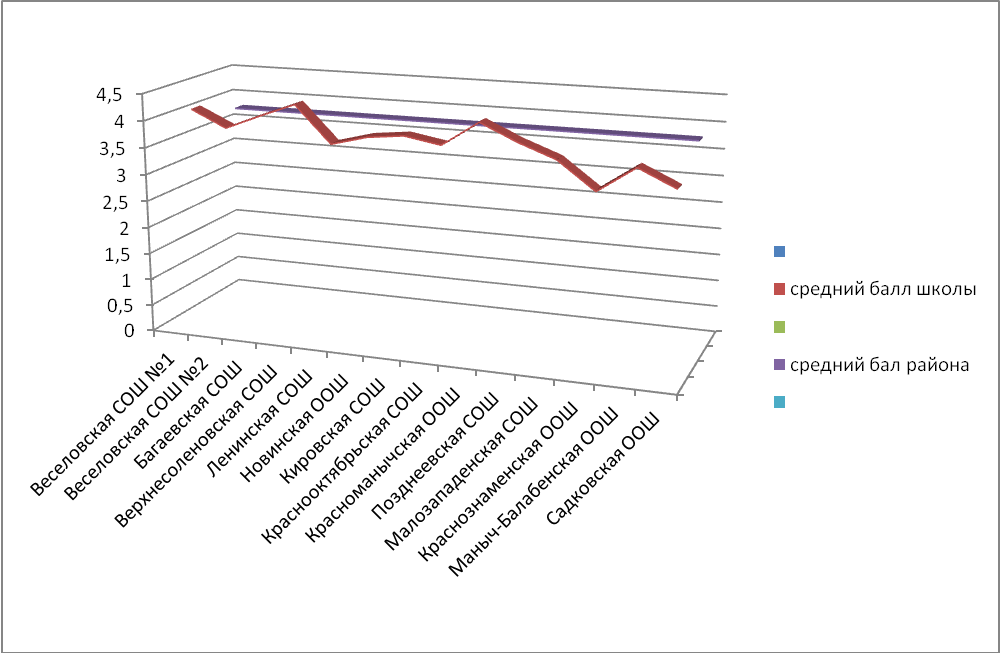 4,5
4
3,5
3
2,5
2
1,5
1
0,5
0
Веселовская СОШ №1
Веселовская СОШ №2
Багаевская СОШ
Верхнесоленовская СОШ
Ленинская СОШ
Новинская ООШ
Кировская СОШ
Краснооктябрьская СОШ
Красноманычская ООШ
Позднеевская СОШ
Малозападенская СОШ
Краснознаменская ООШ
Маныч-Балабенская ООШ
Садковская ООШ
средний балл школы
средний бал района